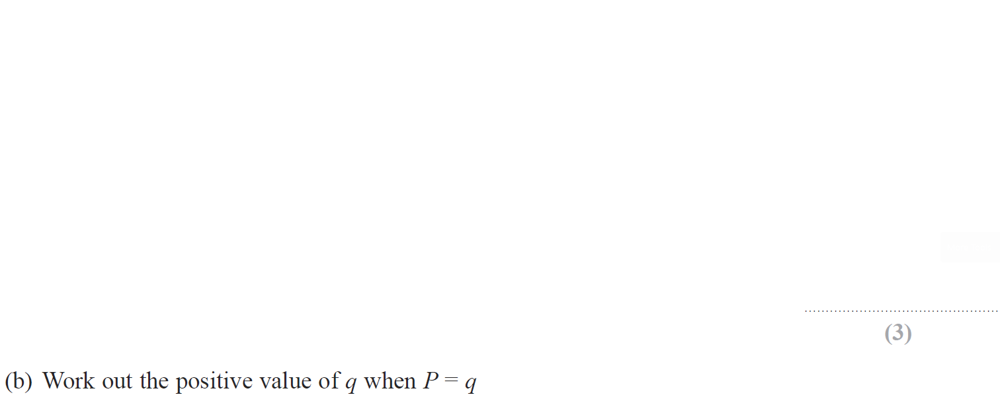 (3)
(b) Work out the positive value of q when P = q